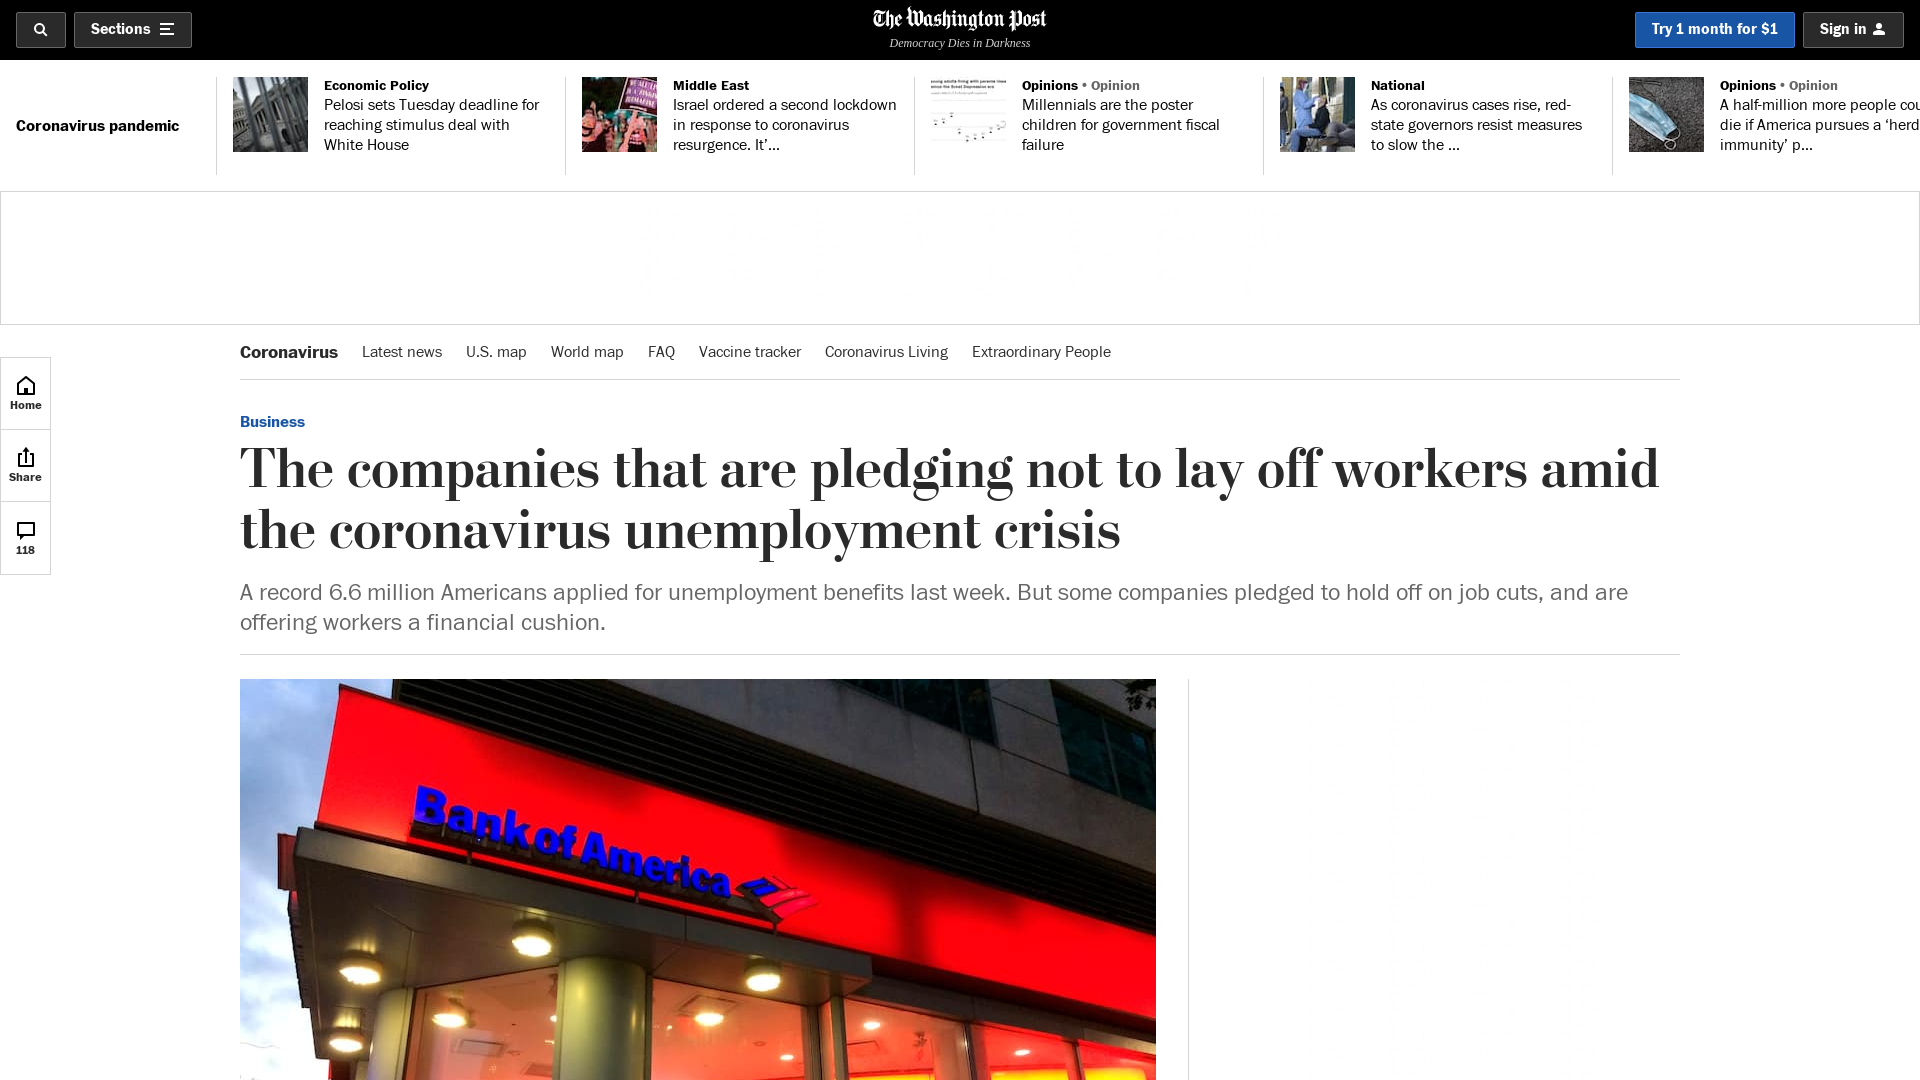 Sections
The Washington Post
Democracy Dies in Darkness
Try 1 month for $1
Sign in
Coronavirus pandemic
Economic Policy
Pelosi sets Tuesday deadline for
reaching stimulus deal with
White House
Middle East
Israel ordered a second lockdown
in response to coronavirus
resurgence. It’...
Opinions • Opinion
Millennials are the poster
children for government fiscal
failure
National
As coronavirus cases rise, red-
state governors resist measures
to slow the ...
Opinions • Opinion
A half-million more people cou
die if America pursues a ‘herd
immunity’ p...
Coronavirus Latest news U.S. map World map FAQ Vaccine tracker Coronavirus Living Extraordinary People
Home
Share
118
Business
The companies that are pledging not to lay off workers amid
the coronavirus unemployment crisis
A record 6.6 million Americans applied for unemployment benefits last week. But some companies pledged to hold off on job cuts, and are
offering workers a financial cushion.
Bank of America